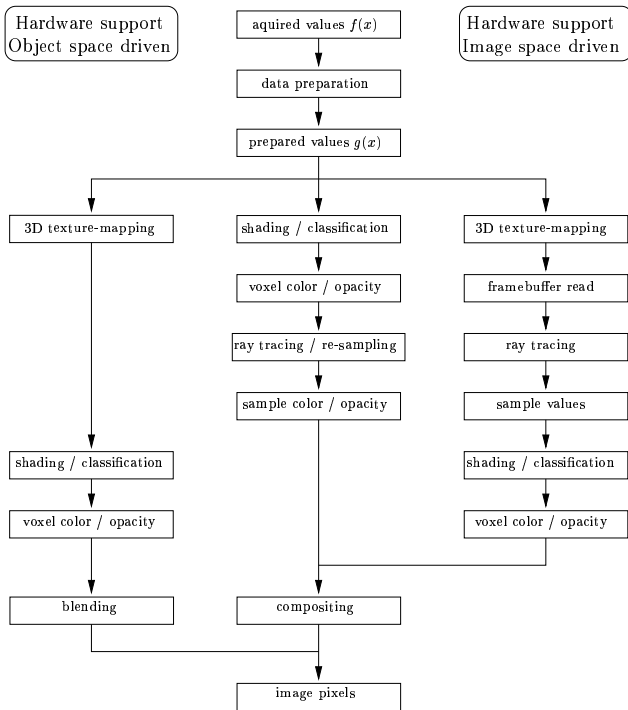 Hardware support
Object space driven
aquired values f(x)
Hardware support
Image space driven
data preparation
prepared values g(x)
3D texture-mapping
shading / classification
3D texture-mapping
voxel color / opacity
framebuffer read
ray tracing / re-sampling
ray tracing
sample color / opacity
sample values
shading / classification
shading / classification
voxel color / opacity
voxel color / opacity
blending
compositing
image pixels